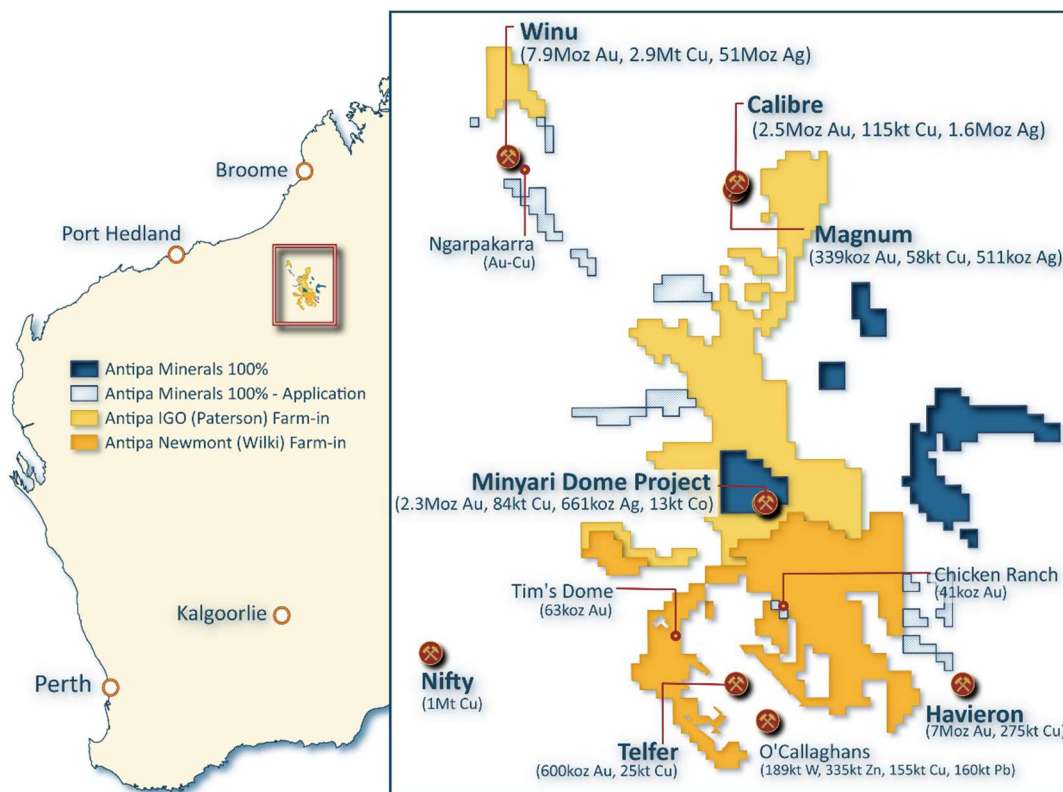 Broome
Port Hedland
Antipa Minerals 100%
Antipa Minerals 100% - Application
Antipa IGO (Paterson) Farm-in
Antipa Newmont (Wilki) Farm-in
Kalgoorlie
Perth
Winu
(7.9Moz Au, 2.9Mt Cu, 51Moz Ag)
Calibre
(2.5Moz Au, 115kt Cu, 1.6Moz Ag)
Ngarpakarra
(Au-Cu)
Magnum
(339koz Au, 58kt Cu, 511koz Ag)
Minyari Dome Project
(2.3Moz Au, 84kt Cu, 661koz Ag, 13kt Co)
Tim's Dome
(63koz Au)
Chicken Ranch
(41koz Au)
Nifty
(1Mt Cu)
Telfer
(600koz Au, 25kt Cu)
O'Callaghans
(189kt W, 335kt Zn, 155kt Cu, 160kt Pb)
Havieron
(7Moz Au, 275kt Cu)